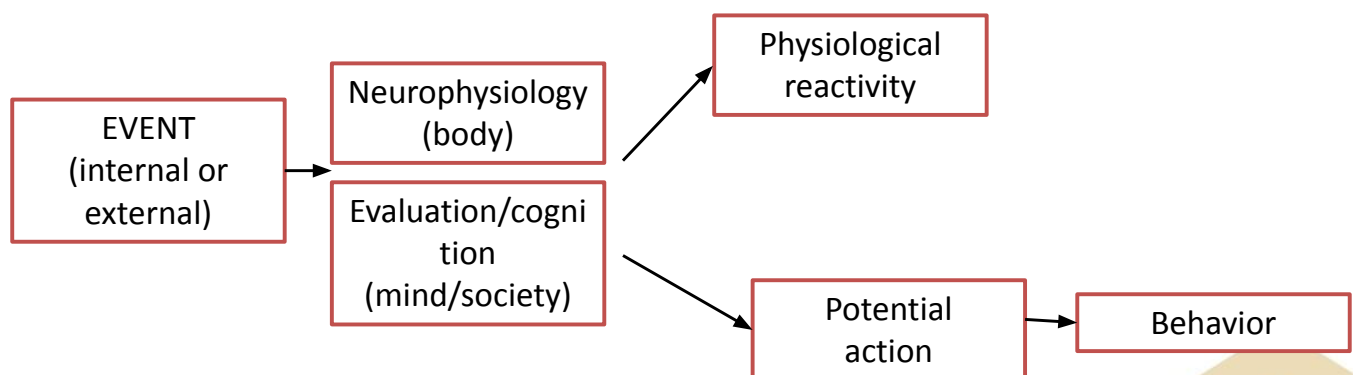 EVENT
(internal or
external)
Neurophysiology
(body)
Evaluation/cogni
tion
(mind/society)
Physiological
reactivity
Potential
action
Behavior